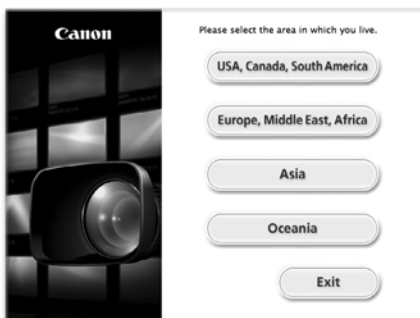 Canon
Please select the area in which you live.
USA, Canada, South America
Europe, Middle East, Africa
Asia
Oceania
Exit